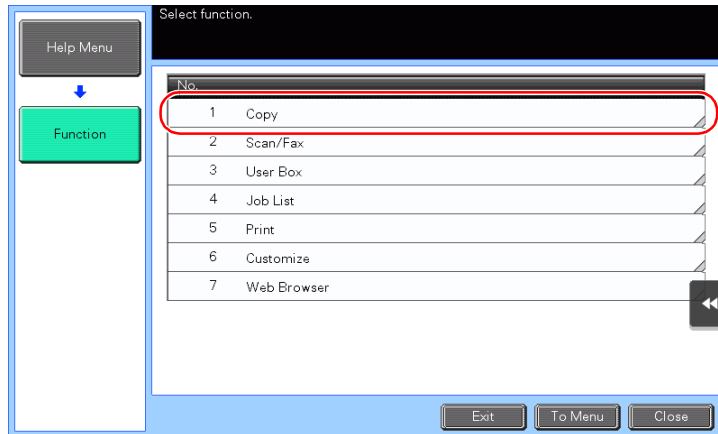 Select function.
Help Menu
Function
No.
1 Copy
2 Scan/Fax
3 User Box
4 Job List
5 Print
6 Customize
7 Web Browser
Exit To Menu Close